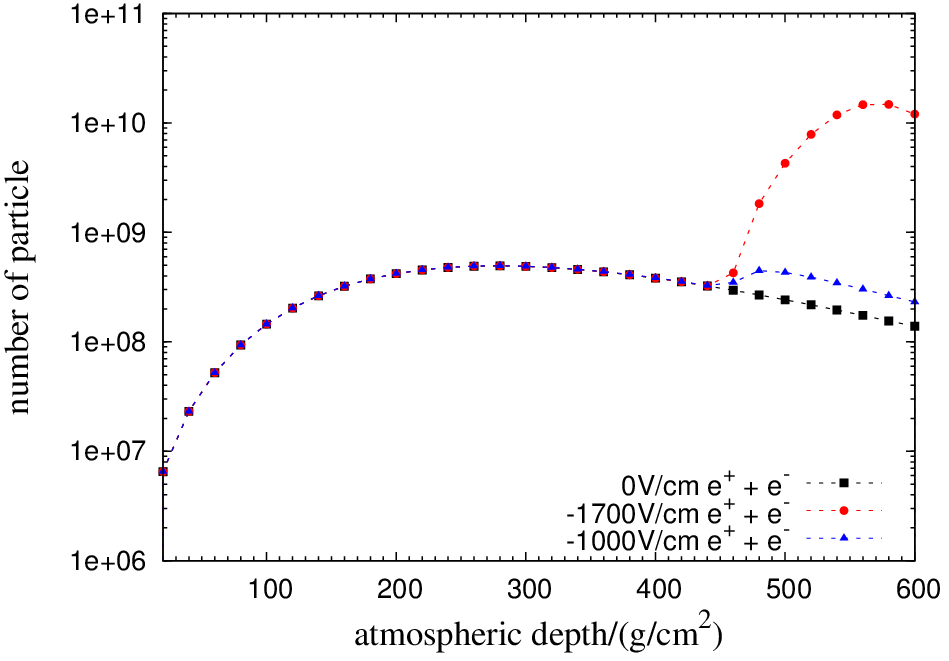 1e+11
1e+10
1e+09
1e+08
1e+07
1e+06
number of particle
0V/cm e⁺ + e⁻
-1700V/cm e⁺ + e⁻
-1000V/cm e⁺ + e⁻
100 200 300 400 500 600
atmospheric depth/(g/cm²)